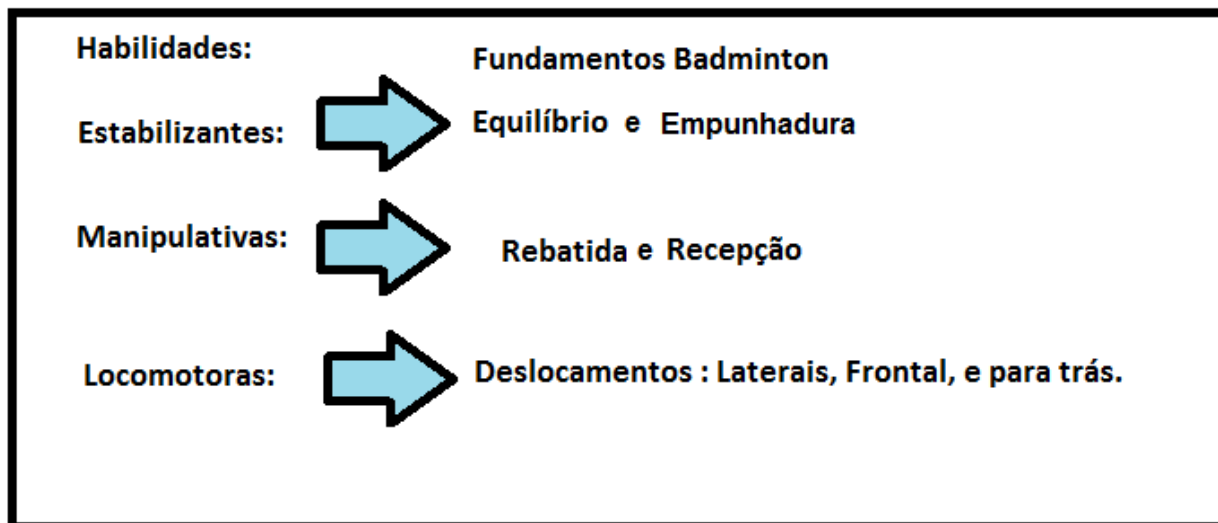 Habilidades:
Fundamentos Badminton
Estabilizantes:
Equilíbrio e Empunhadura
Manipulativas:
Rebatida e Recepção
Locomotoras:
Deslocamentos : Laterais, Frontal, e para trás.